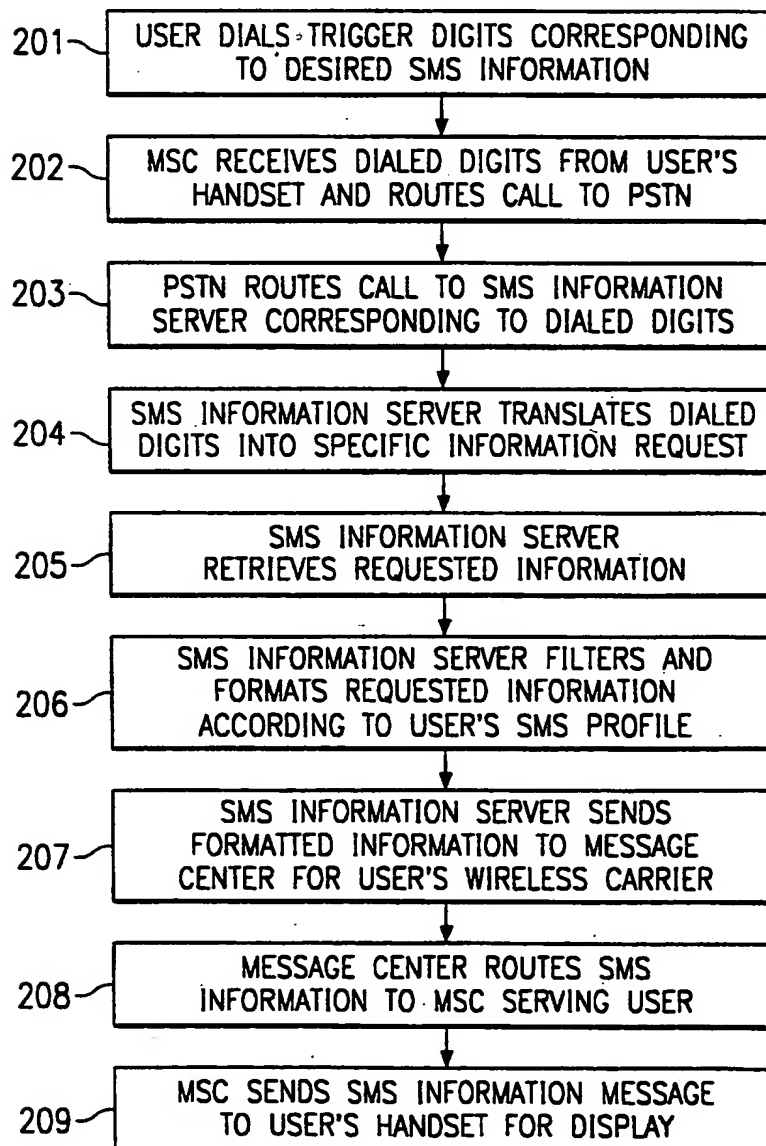 201
USER DIALS TRIGGER DIGITS CORRESPONDING
TO DESIRED SMS INFORMATION
202
MSC RECEIVES DIALED DIGITS FROM USER'S
HANDSET AND ROUTES CALL TO PSTN
203
PSTN ROUTES CALL TO SMS INFORMATION
SERVER CORRESPONDING TO DIALED DIGITS
204
SMS INFORMATION SERVER TRANSLATES DIALED
DIGITS INTO SPECIFIC INFORMATION REQUEST
205
SMS INFORMATION SERVER
RETRIEVES REQUESTED INFORMATION
206
SMS INFORMATION SERVER FILTERS AND
FORMATS REQUESTED INFORMATION
ACCORDING TO USER'S SMS PROFILE
207
SMS INFORMATION SERVER SENDS
FORMATTED INFORMATION TO MESSAGE
CENTER FOR USER'S WIRELESS CARRIER
208
MESSAGE CENTER ROUTES SMS
INFORMATION TO MSC SERVING USER
209
MSC SENDS SMS INFORMATION MESSAGE
TO USER'S HANDSET FOR DISPLAY